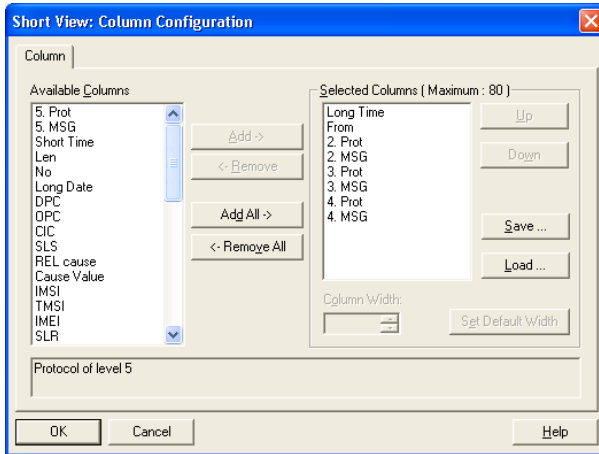 Short View: Column Configuration
Column
Available Columns
5. Prot
5. MSG
Short Time
Len
No
Long Date
DPC
OPC
CIC
SLS
REL cause
Cause Value
IMSI
TMSI
IMEI
SLR
Add ->
<- Remove
Add All ->
<- Remove All
Selected Columns ( Maximum : 80 )
Long Time
From
2. Prot
2. MSG
3. Prot
3. MSG
4. Prot
4. MSG
Up
Down
Save ...
Load ...
Column Width:
Set Default Width
Protocol of level 5
OK
Cancel
Help